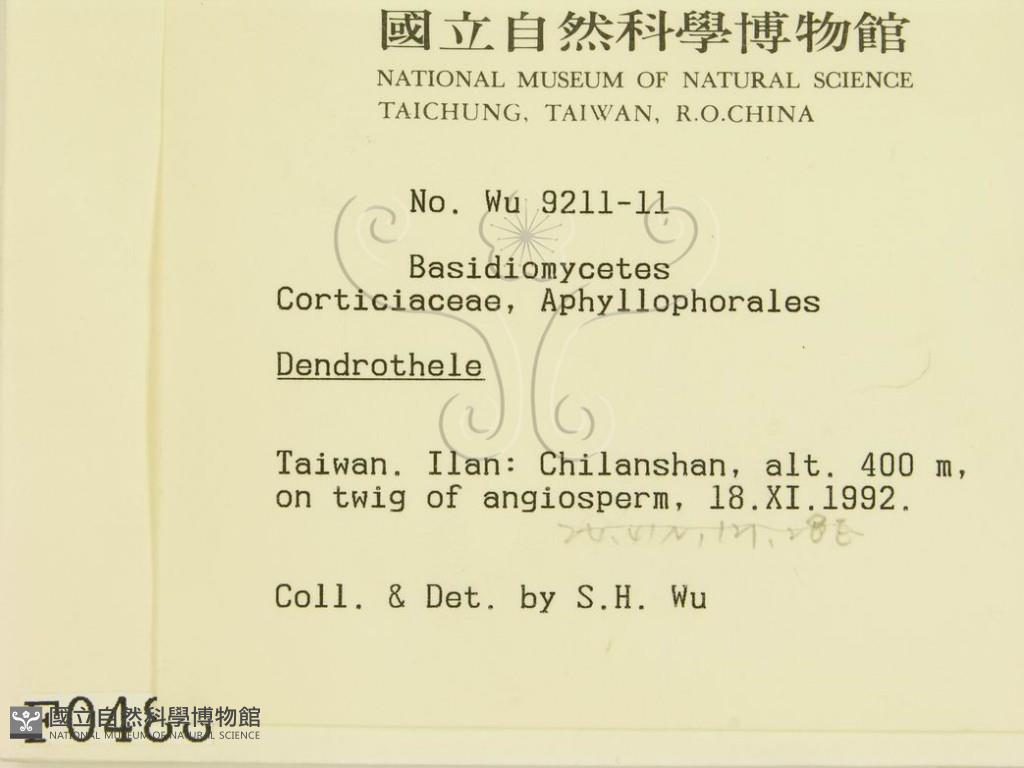 國立自然科學博物館
NATIONAL MUSEUM OF NATURAL SCIENCE
TAICHUNG, TAIWAN, R.O.CHINA
No. Wu 9211-11
Basidiomycetes
Corticiaceae, Aphyllophorales
Dendrothele
Taiwan. Ilan: Chilanshan, alt. 400 m,
on twig of angiosperm, 18.XI.1992.
Coll. & Det. by S.H. Wu
國立自然科學博物館
NATIONAL MUSEUM OF NATURAL SCIENCE